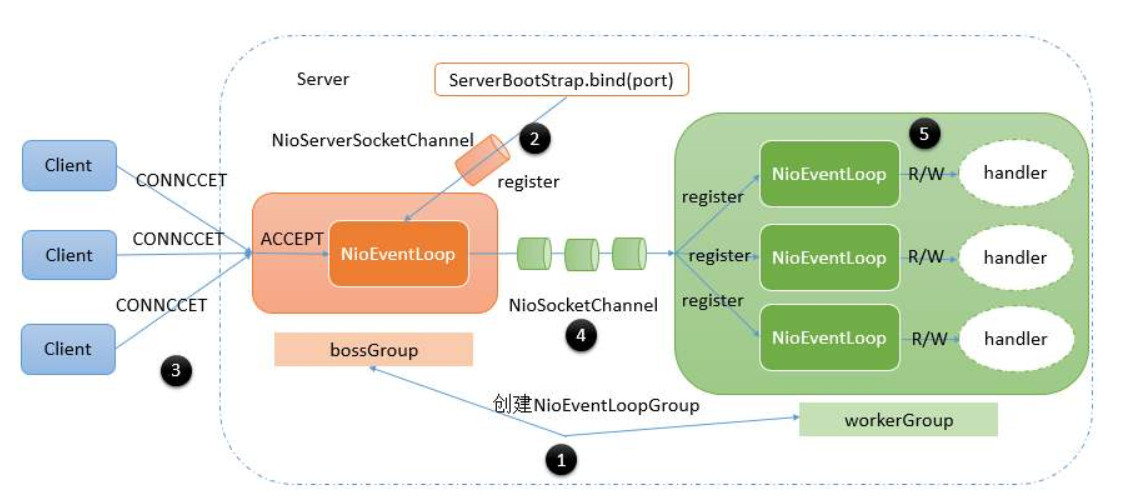 Server
ServerBootStrap.bind(port)
NioServerSocketChannel
2
register
Client
CONNCCET
Client
CONNCCET
Client
CONNCCET
3
ACCEPT
NioEventLoop
bossGroup
NioSocketChannel
4
register
register
register
5
NioEventLoop
R/W
handler
NioEventLoop
R/W
handler
NioEventLoop
R/W
handler
workerGroup
创建NioEventLoopGroup
1